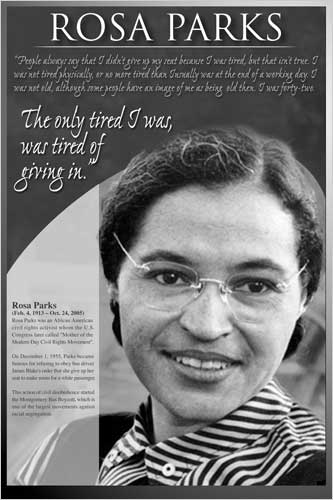 ROSA PARKS
"People always say that I didn't give up my seat because I was tired, but that isn't true. I
was not tired physically, or no more tired than I usually was at the end of a working day. I
was not old, although some people have an image of me as being old then. I was forty-two.
The only tired I was,
was tired of
giving in."
Rosa Parks
(Feb. 4, 1913 – Oct. 24, 2005)
Rosa Parks was an African American
civil rights activist whom the U.S.
Congress later called "Mother of the
Modern-Day Civil Rights Movement".
On December 1, 1955, Parks became
famous for refusing to obey bus driver
James Blake's order that she give up her
seat to make room for a white passenger.
This action of civil disobedience started
the Montgomery Bus Boycott, which is
one of the largest movements against
racial segregation.